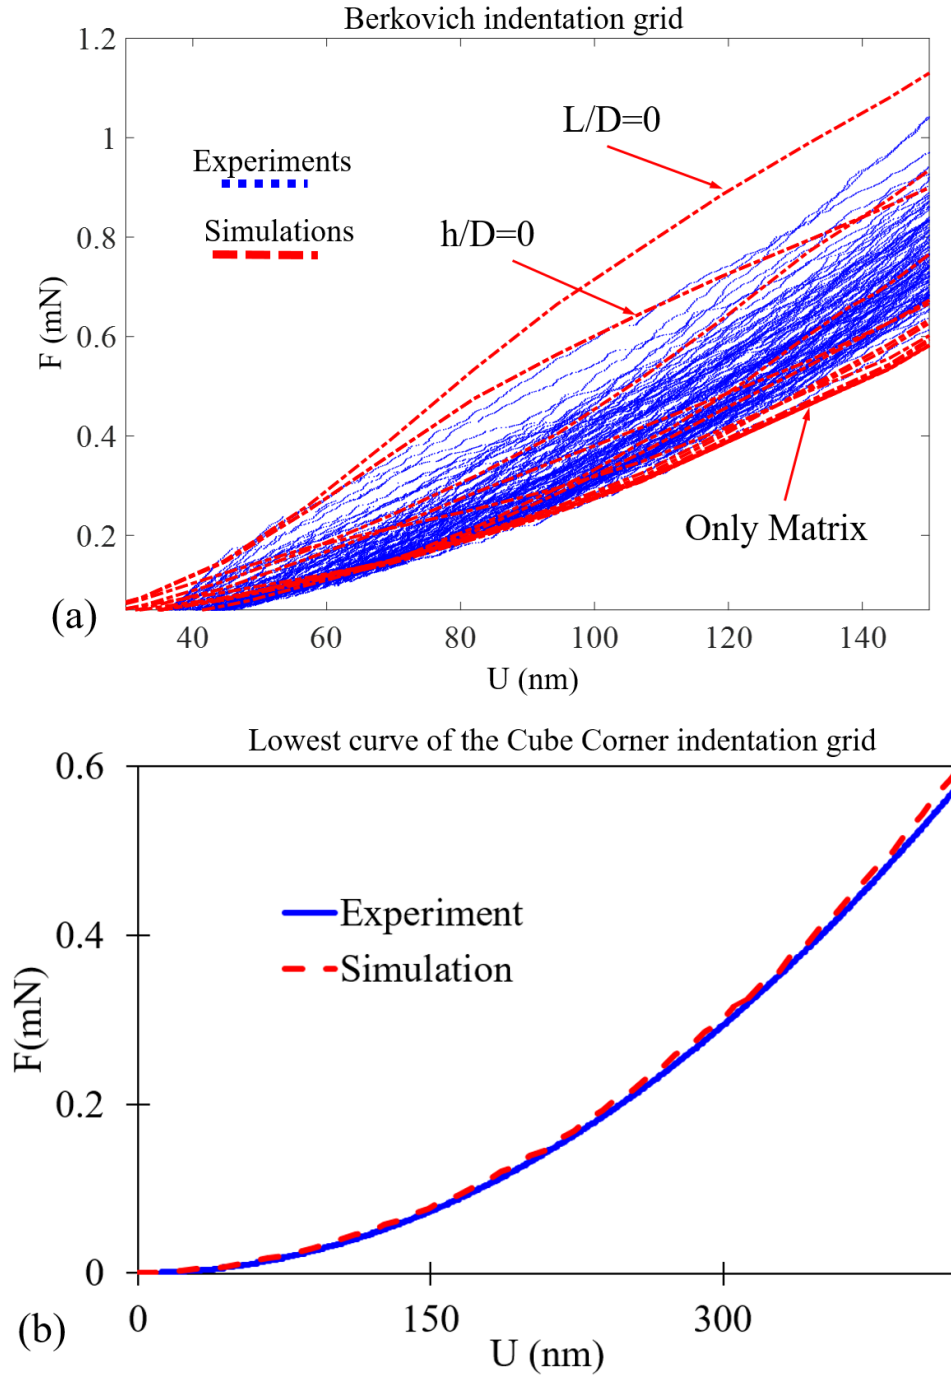 Berkovich indentation grid
1.2
1
0.8
0.6
0.4
0.2
F (mN)
L/D=0
Experiments
Simulations
h/D=0
Only Matrix
(a)
40 60 80 100 120 140
U (nm)
Lowest curve of the Cube Corner indentation grid
0.6
0.4
0.2
0
F(mN)
Experiment
Simulation
0 150 300
(b)
U (nm)